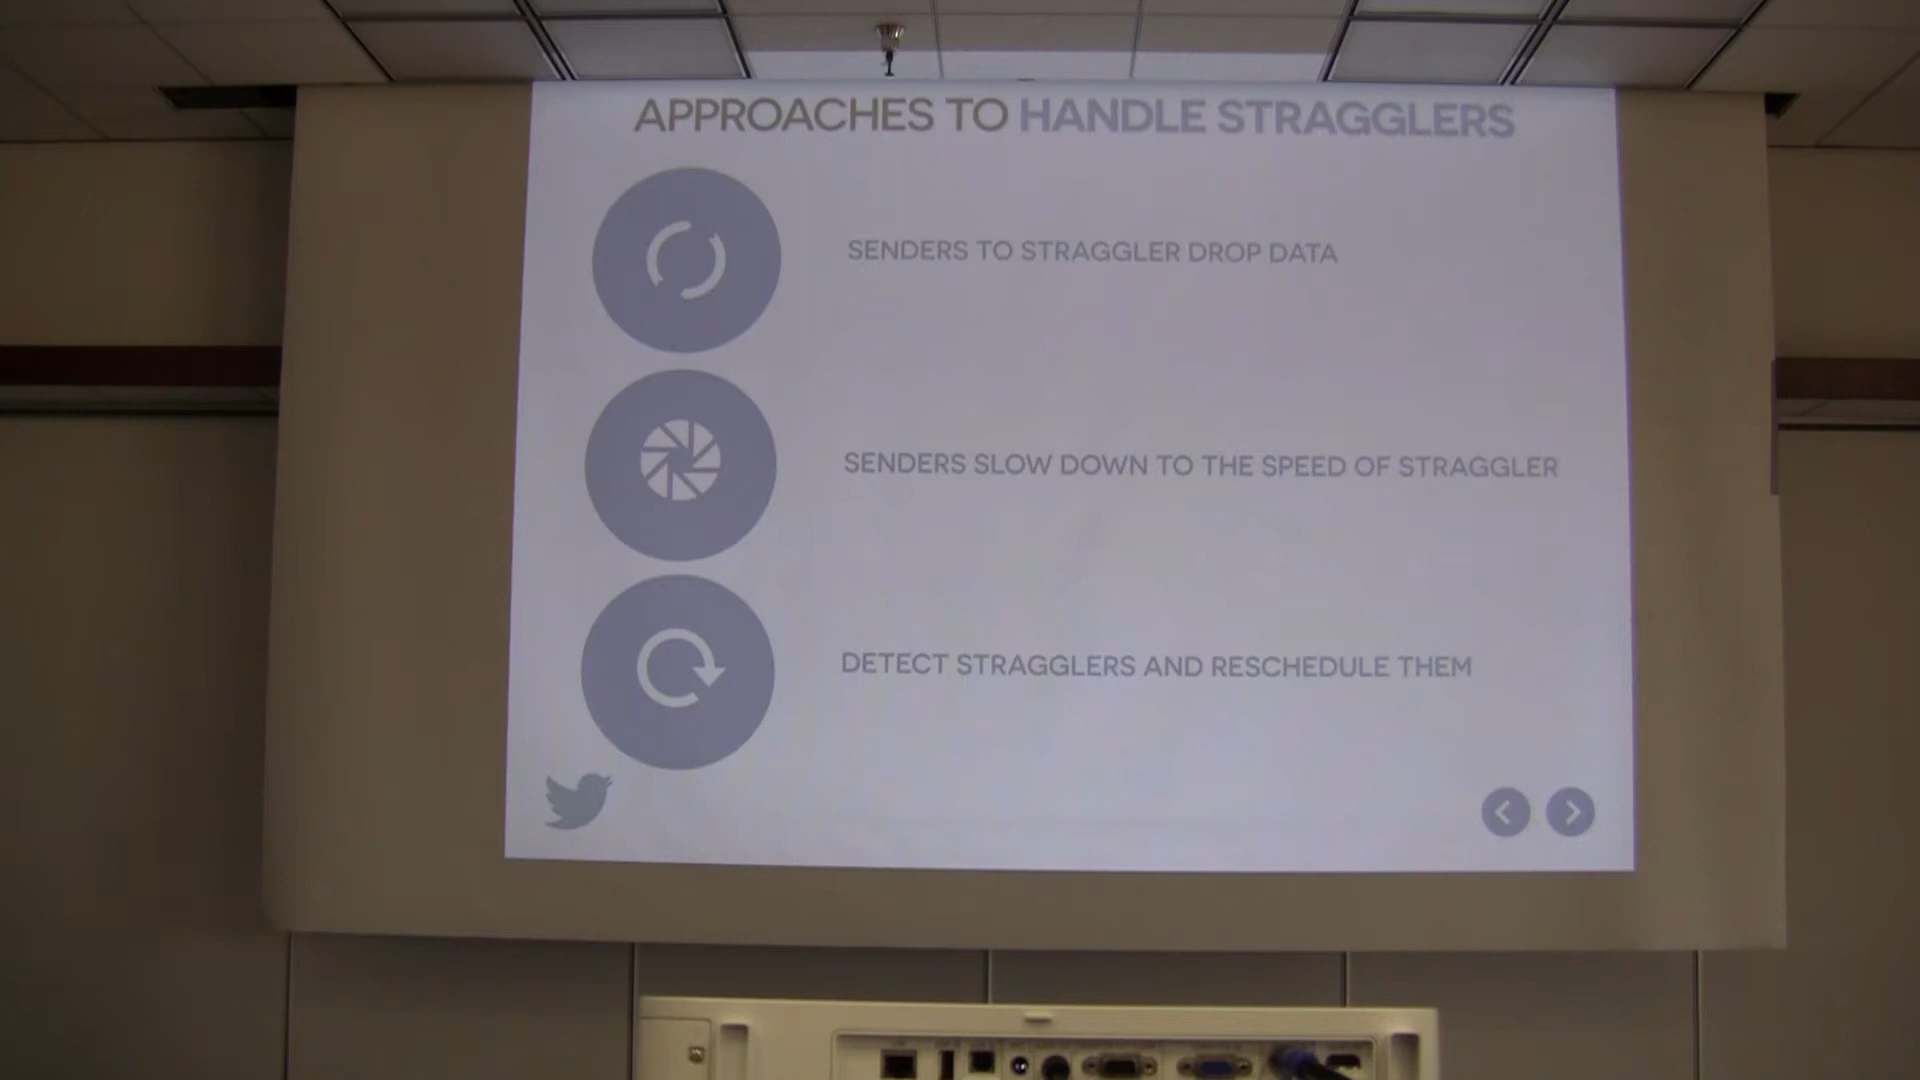 APPROACHES TO HANDLE STRAGGLERS
SENDERS TO STRAGGLER DROP DATA
SENDERS SLOW DOWN TO THE SPEED OF STRAGGLER
DETECT STRAGGLERS AND RESCHEDULE THEM